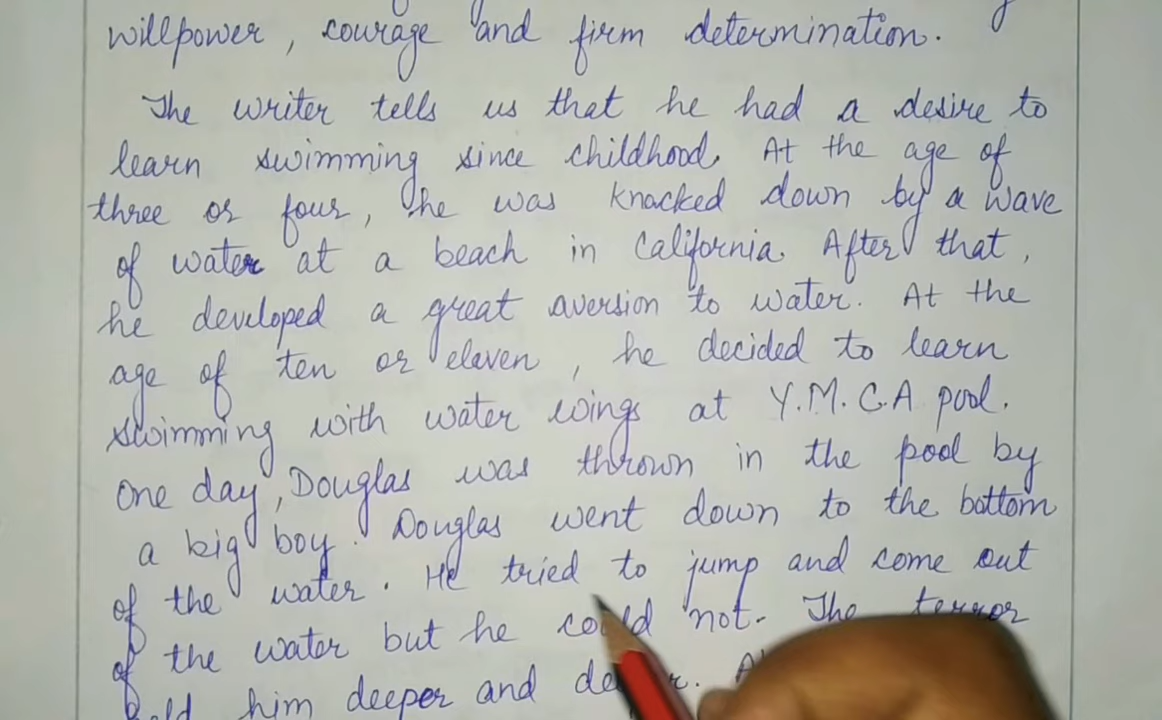 willpower, courage and firm determination.
The writer tells us that he had a desire to
learn swimming since childhood. At the age of
three or four, he was knacked down by a wave
of water at a beach in California. After that,
he developed a great aversion to water. At the
age of ten or eleven, he decided to learn
swimming with water wings at Y.M.C.A pool.
One day, Douglas was thrown in the pool by
a big boy. Douglas went down to the bottom
of the water. He tried to jump and come out
of the water but he could not. The terror
him deeper and